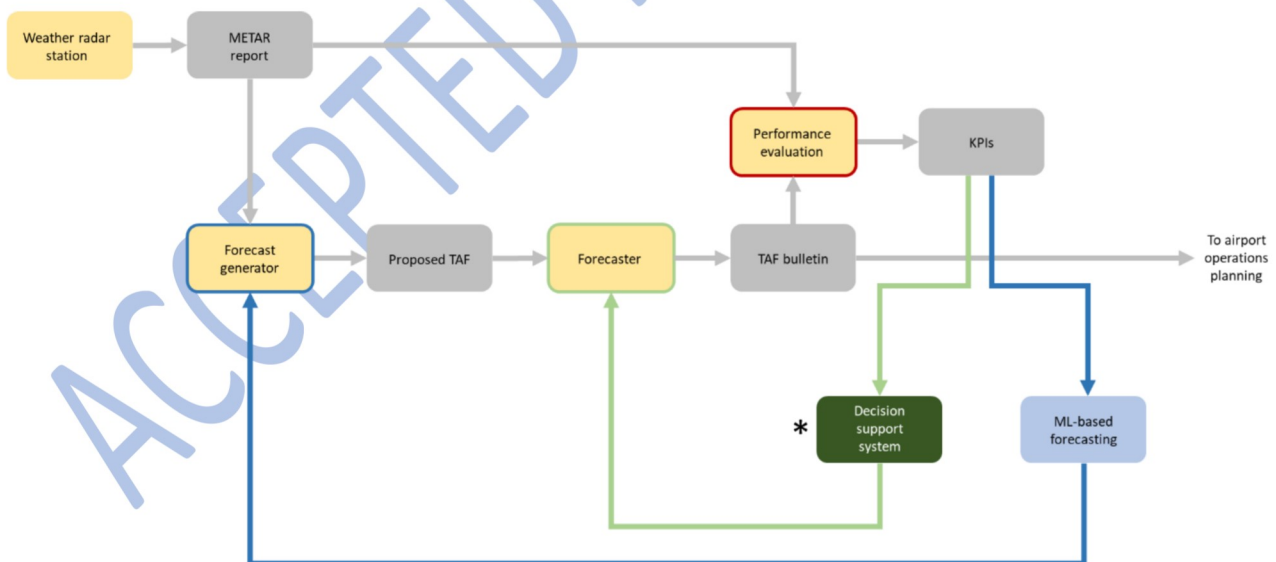 Weather radar
station
METAR
report
Performance
evaluation
KPIs
Forecast
generator
Proposed TAF
Forecaster
TAF bulletin
To airport
operations
planning
*
Decision
support
system
ML-based
forecasting
ACCEPTED